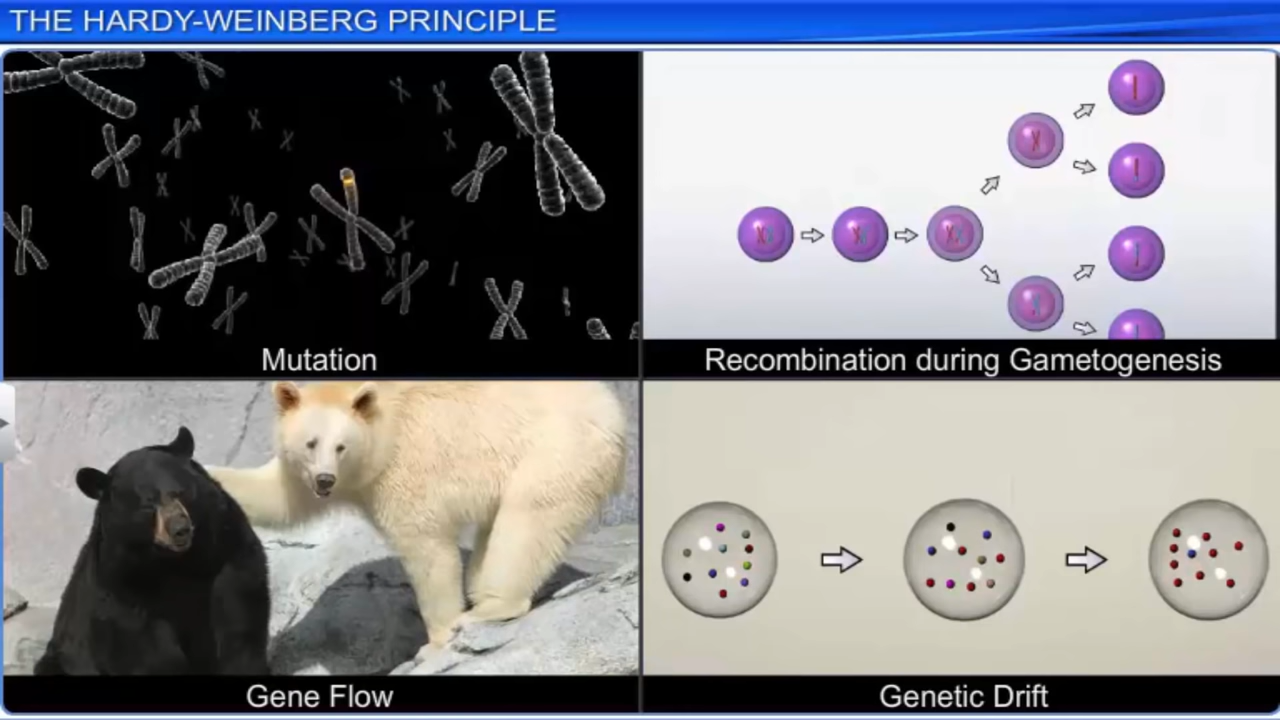 THE HARDY-WEINBERG PRINCIPLE
Mutation
Recombination during Gametogenesis
Gene Flow
Genetic Drift